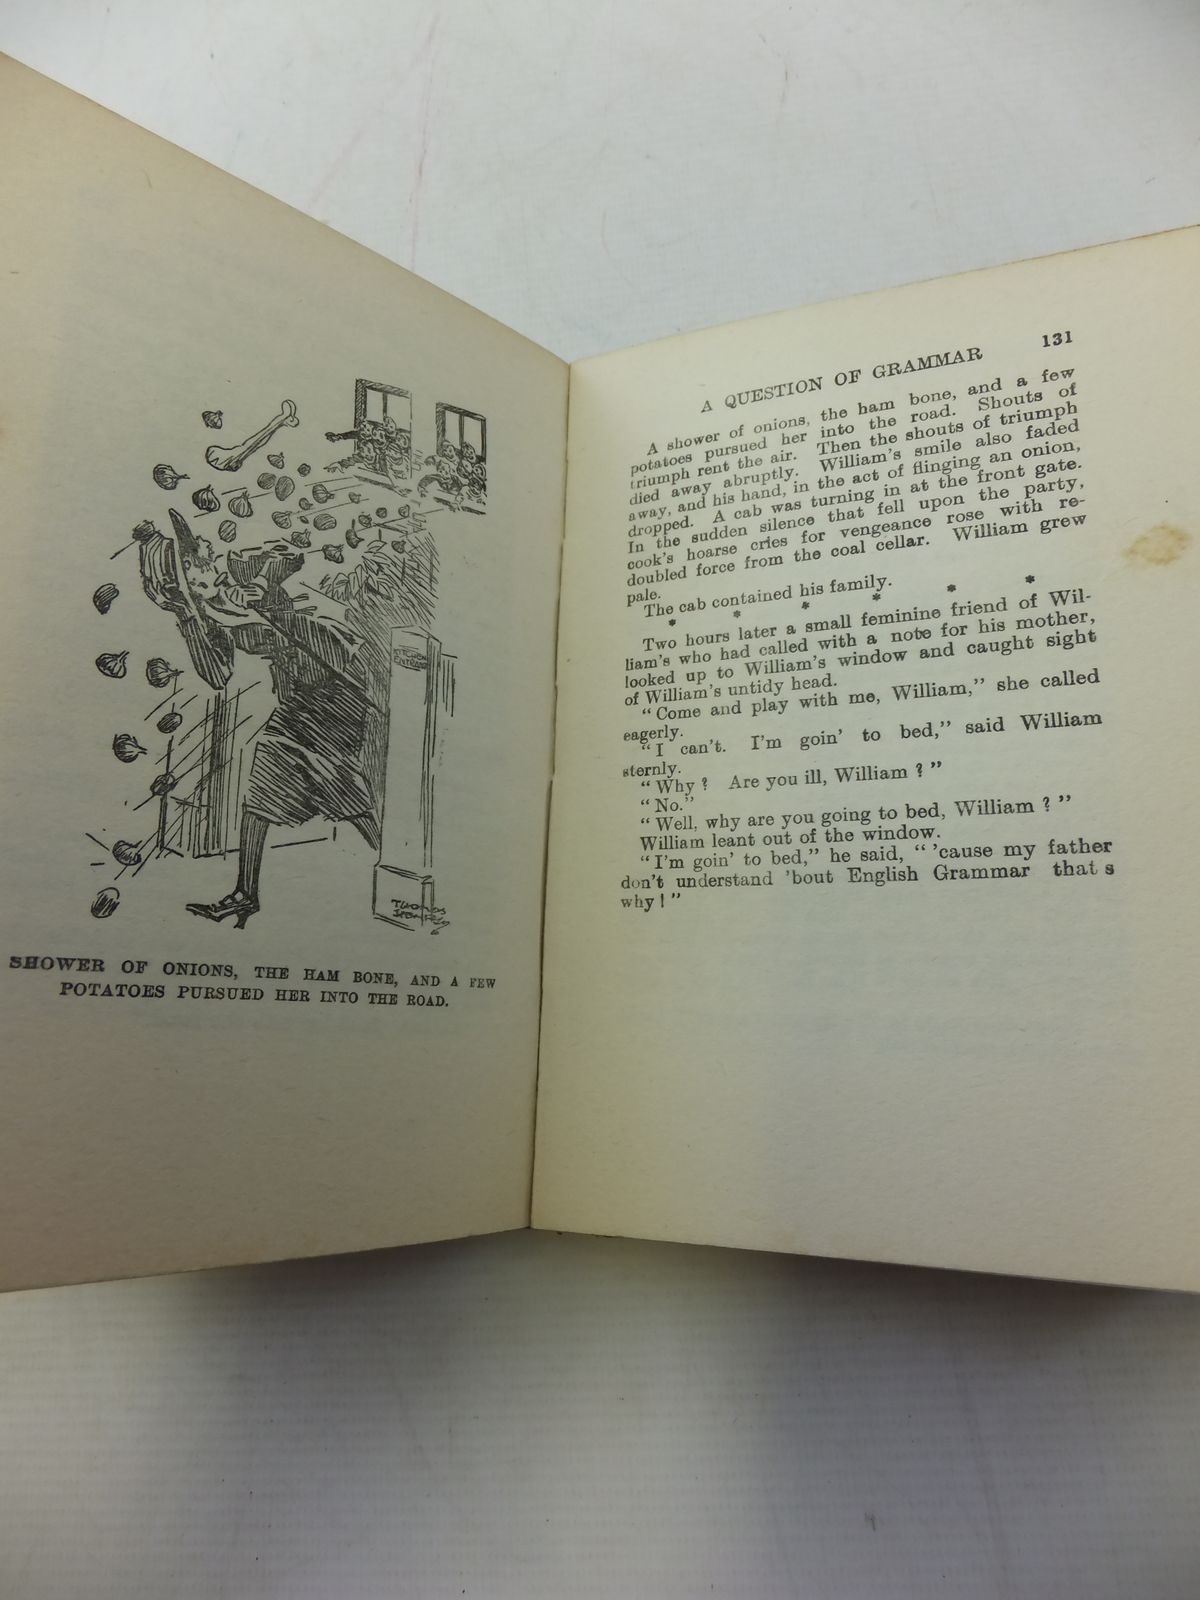 KITCHEN
ENTRANCE
THOMAS
HENRY
SHOWER OF ONIONS, THE HAM BONE, AND A FEW
POTATOES PURSUED HER INTO THE ROAD.
A QUESTION OF GRAMMAR 131
A shower of onions, the ham bone, and a few
potatoes pursued her into the road. Shouts of
triumph rent the air. Then the shouts of triumph
died away abruptly. William's smile also faded
away, and his hand, in the act of flinging an onion,
dropped. A cab was turning in at the front gate.
In the sudden silence that fell upon the party,
cook's hoarse cries for vengeance rose with re-
doubled force from the coal cellar. William grew
pale.
The cab contained his family.
* * * * * *
Two hours later a small feminine friend of Wil-
liam's who had called with a note for his mother,
looked up to William's window and caught sight
of William's untidy head.
"Come and play with me, William," she called
eagerly.
"I can't. I'm goin' to bed," said William
sternly.
"Why? Are you ill, William?"
"No."
"Well, why are you going to bed, William?"
William leant out of the window.
"I'm goin' to bed," he said, "'cause my father
don't understand 'bout English Grammar that s
why!"